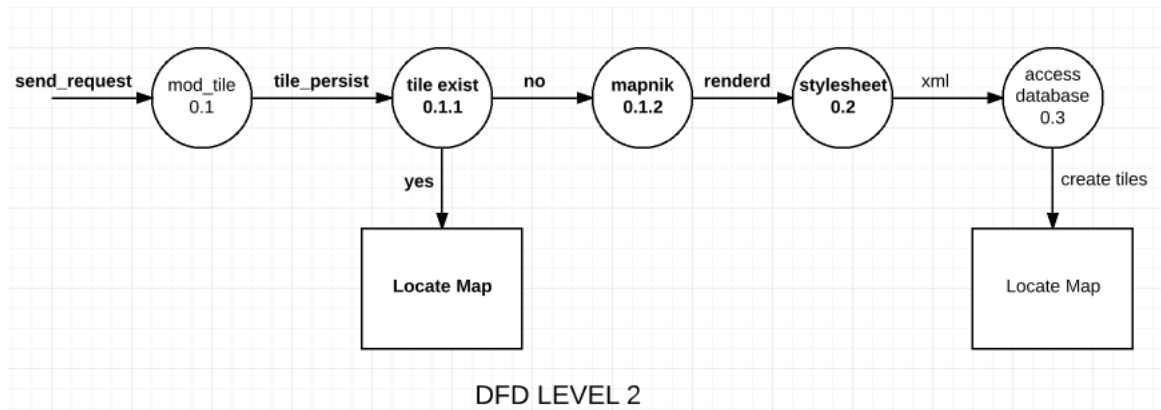 send_request
mod_tile
0.1
tile_persist
tile exist
0.1.1
no
mapnik
0.1.2
renderd
stylesheet
0.2
xml
access
database
0.3
yes
create tiles
Locate Map
Locate Map
DFD LEVEL 2